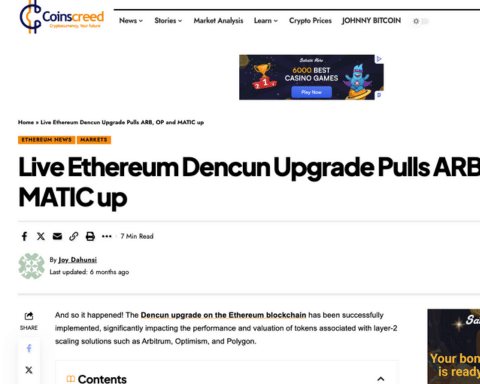 Coinscreed
Cryptocurrency, Your Future
News Stories Market Analysis Learn Crypto Prices JOHNNY BITCOIN
6000 BEST
CASINO GAMES
Play Now
Home » Live Ethereum Dencun Upgrade Pulls ARB, OP and MATIC up
ETHEREUM NEWS MARKETS
Live Ethereum Dencun Upgrade Pulls ARB
MATIC up
7 Min Read
By Joy Dahunsi
Last updated: 6 months ago
SHARE
And so it happened! The Dencun upgrade on the Ethereum blockchain has been successfully
implemented, significantly impacting the performance and valuation of tokens associated with layer-2
scaling solutions such as Arbitrum, Optimism, and Polygon.
Your bon
is ready
Contents